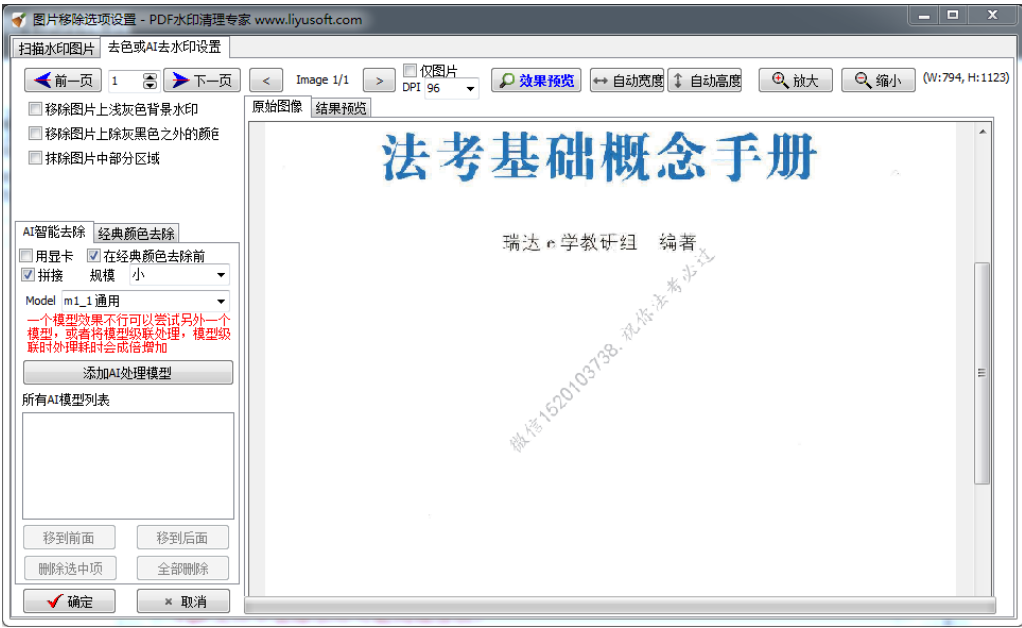 图片移除选项设置 - PDF水印清理专家 www.liyusoft.com
扫描水印图片 去色或AI去水印设置
前一页 1 下一页 < Image 1/1 > 仅图片 DPI 96 效果预览 自动宽度 自动高度 放大 缩小 (W:794, H:1123)
移除图片上浅灰色背景水印
移除图片上除灰黑色之外的颜色
抹除图片中部分区域
AI智能去除 经典颜色去除
用显卡 在经典颜色去除前
拼接 规模 小
Model m1_1通用
一个模型效果不行可以尝试另外一个
模型，或者将模型级联处理，模型级
联时处理耗时会成倍增加
添加AI处理模型
所有AI模型列表
移到前面 移到后面
删除选中项 全部删除
确定 取消
原始图像 结果预览
法考基础概念手册
瑞达e学教研组 编著
微信1520103738. 祝你法考必过